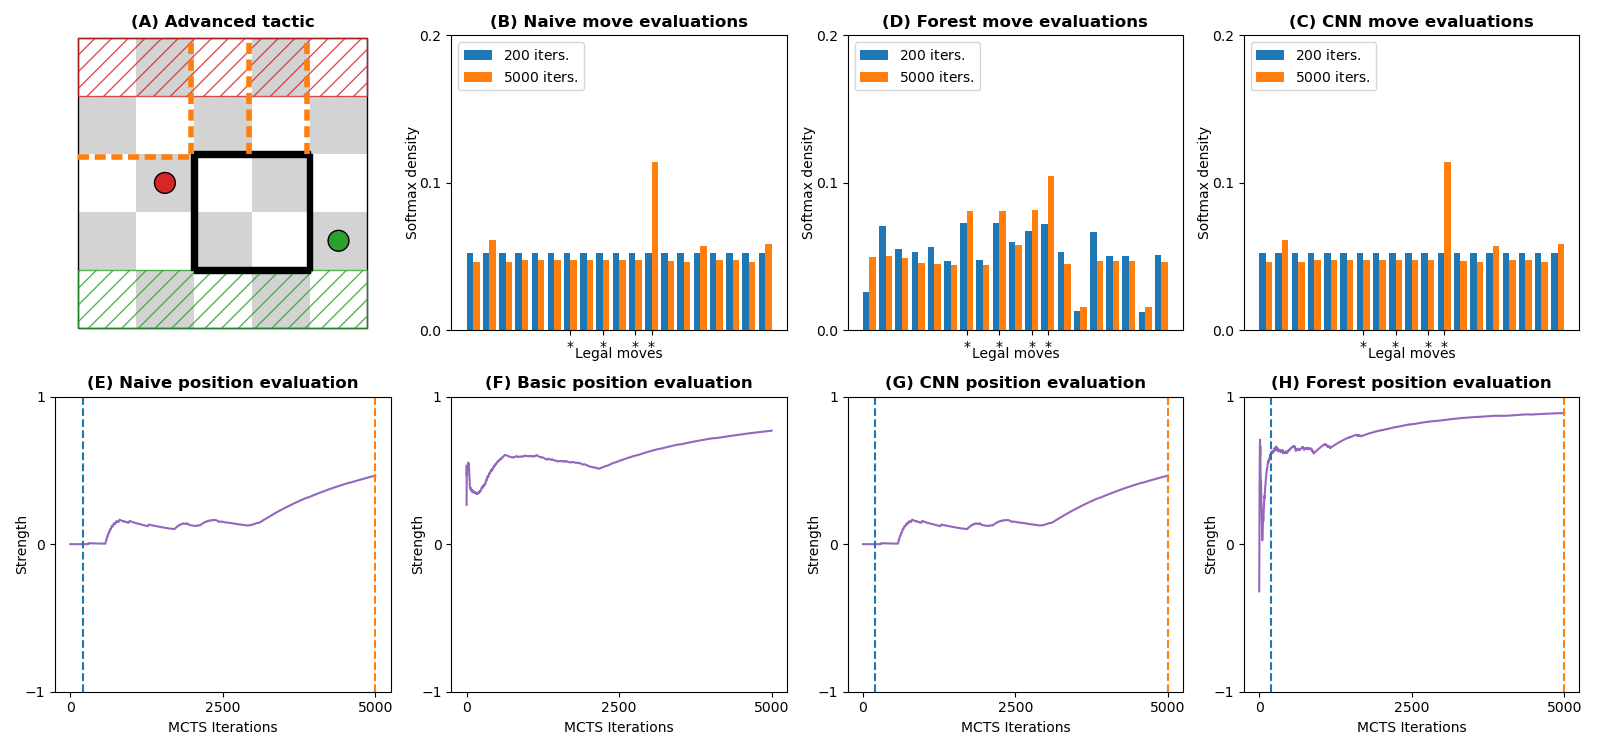 (A) Advanced tactic
(B) Naive move evaluations
0.2
0.1
0.0
Softmax density
200 iters.
5000 iters.
* * * *
Legal moves
(D) Forest move evaluations
0.2
0.1
0.0
Softmax density
200 iters.
5000 iters.
* * * *
Legal moves
(C) CNN move evaluations
0.2
0.1
0.0
Softmax density
200 iters.
5000 iters.
* * * *
Legal moves
(E) Naive position evaluation
1
0
−1
Strength
0 2500 5000
MCTS Iterations
(F) Basic position evaluation
1
0
−1
Strength
0 2500 5000
MCTS Iterations
(G) CNN position evaluation
1
0
−1
Strength
0 2500 5000
MCTS Iterations
(H) Forest position evaluation
1
0
−1
Strength
0 2500 5000
MCTS Iterations